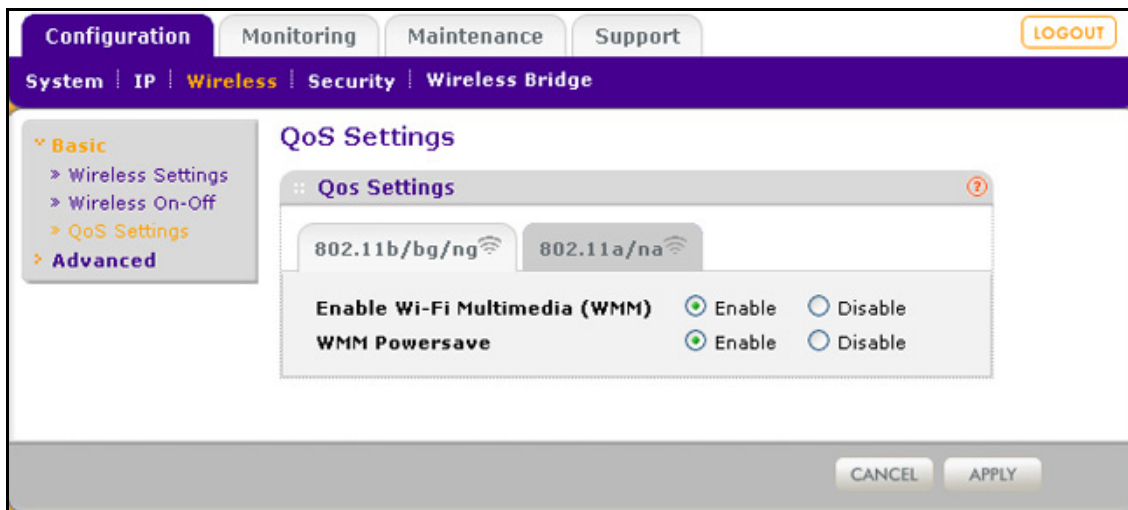 Configuration Monitoring Maintenance Support LOGOUT
System IP Wireless Security Wireless Bridge
Basic
» Wireless Settings
» Wireless On-Off
» QoS Settings
Advanced
QoS Settings
Qos Settings ?
802.11b/bg/ng 802.11a/na
Enable Wi-Fi Multimedia (WMM) Enable Disable
WMM Powersave Enable Disable
CANCEL APPLY